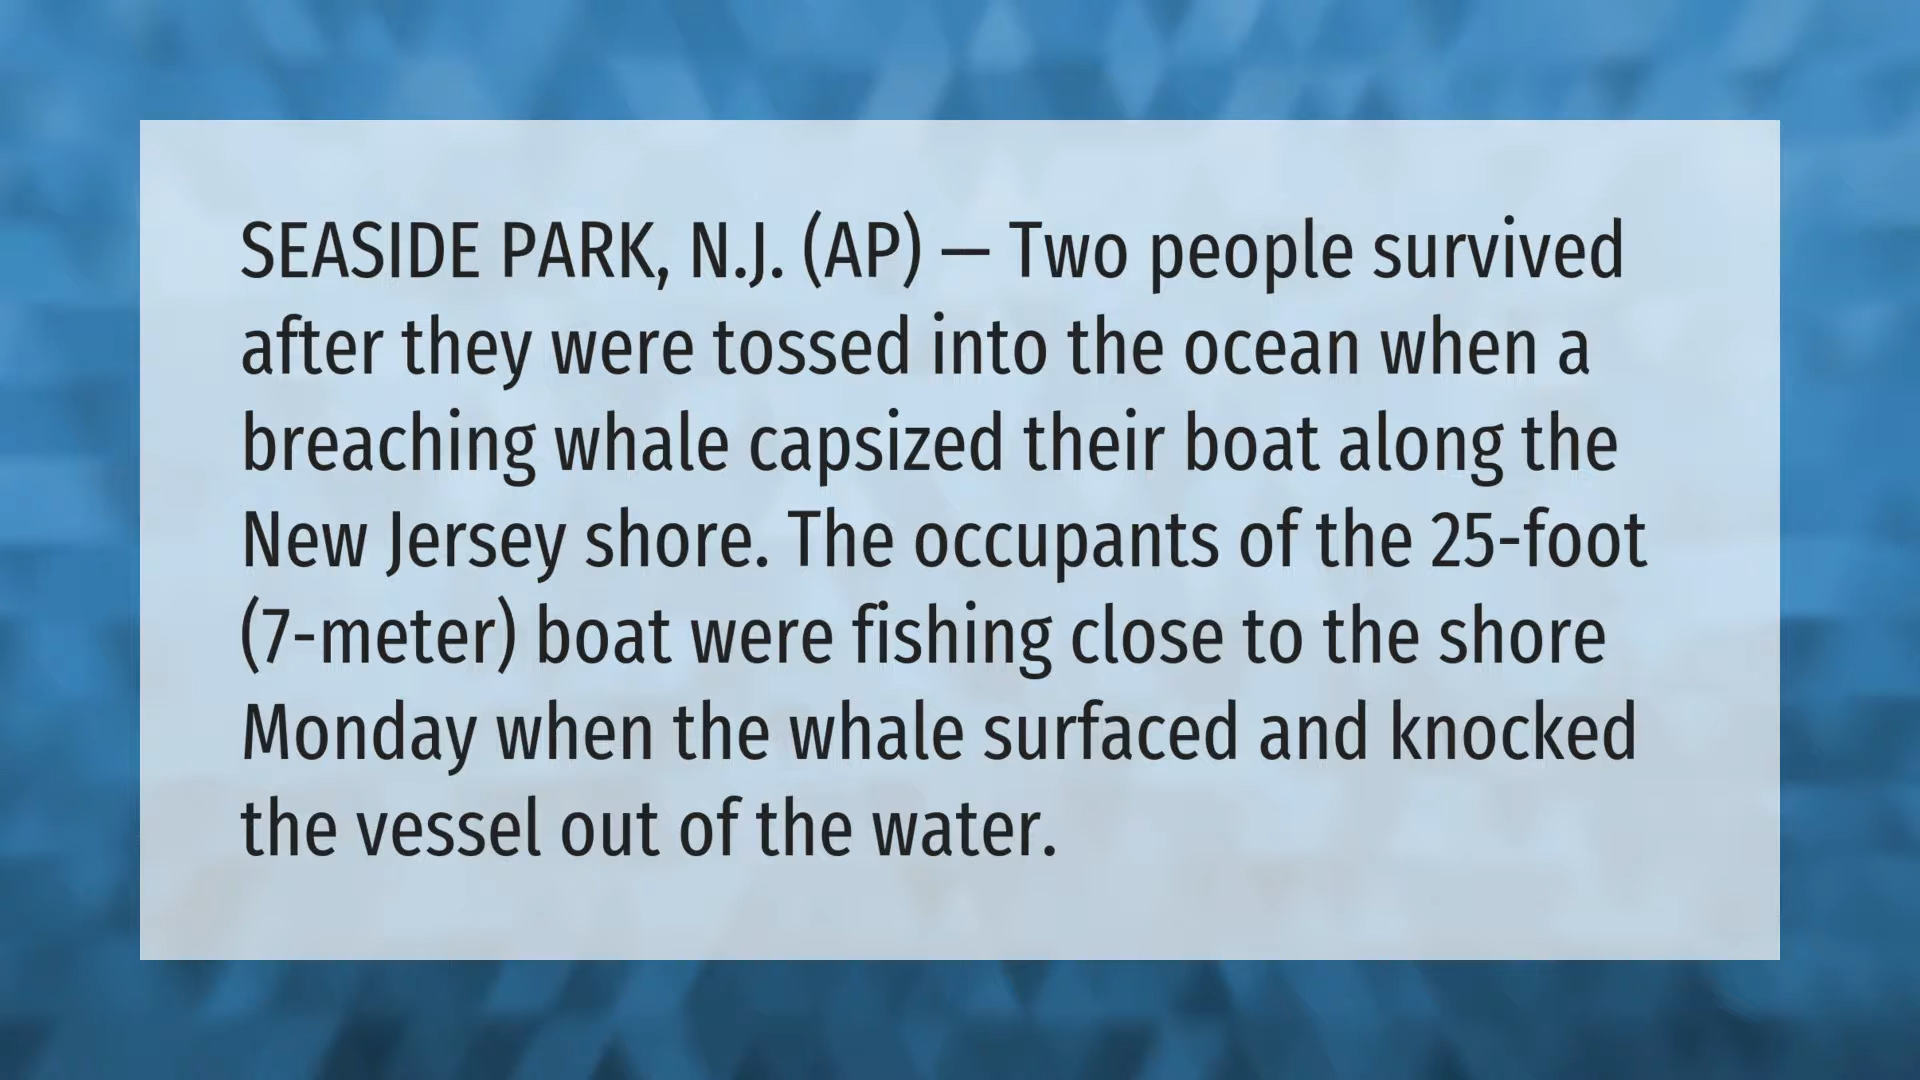 SEASIDE PARK, N.J. (AP) — Two people survived
after they were tossed into the ocean when a
breaching whale capsized their boat along the
New Jersey shore. The occupants of the 25-foot
(7-meter) boat were fishing close to the shore
Monday when the whale surfaced and knocked
the vessel out of the water.